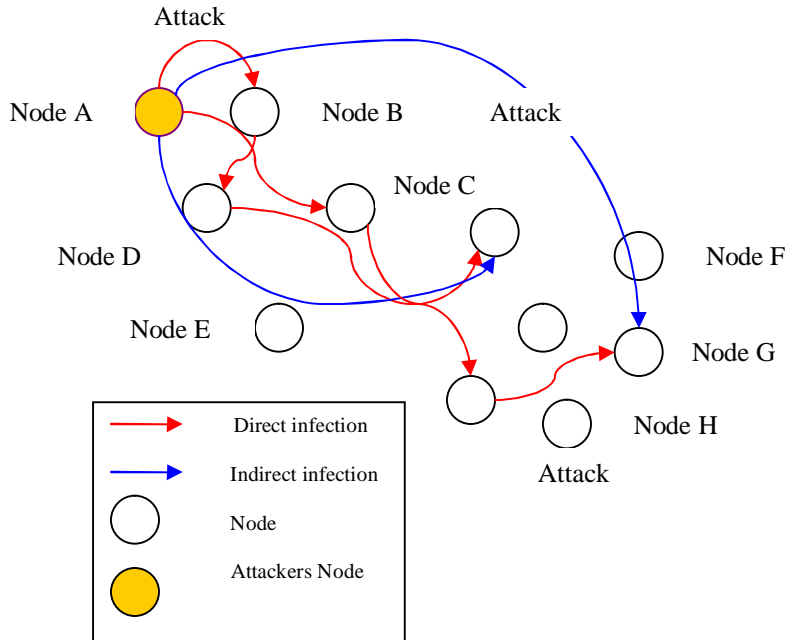 Attack
Node A
Node B
Attack
Node C
Node D
Node F
Node E
Node G
Node H
Attack
Direct infection
Indirect infection
Node
Attackers Node